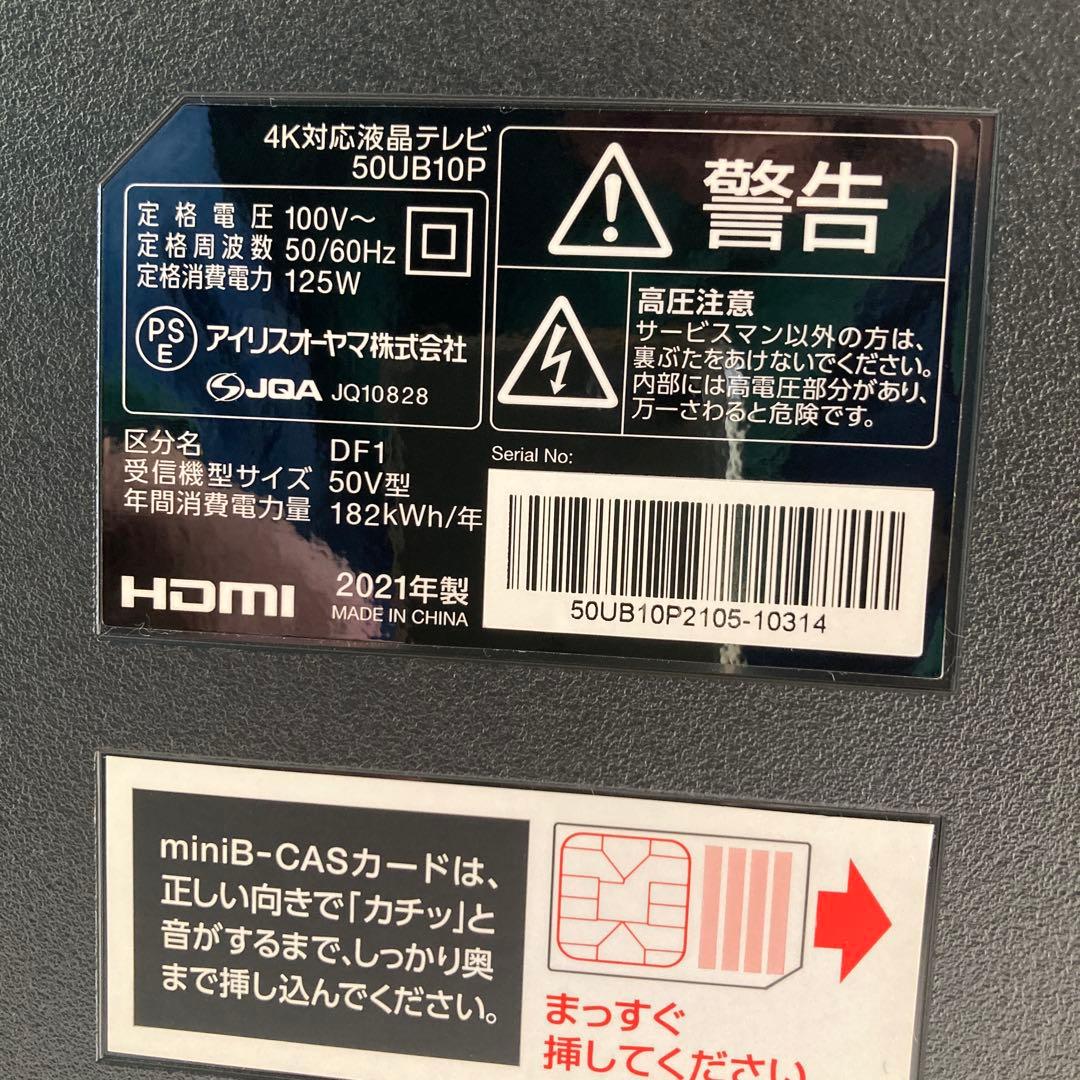 4K対応液晶テレビ
50UB10P
定格電圧 100V～
定格周波数 50/60Hz
定格消費電力 125W
PS
E
アイリスオーヤマ株式会社
JQA JQ10828
区分名 DF1
受信機型サイズ 50V型
年間消費電力量 182kWh/年
HDMI
2021年製
MADE IN CHINA
警告
高圧注意
サービスマン以外の方は、
裏ぶたをあけないでください。
内部には高電圧部分があり、
万一さわると危険です。
Serial No:
50UB10P2105-10314
miniB-CASカードは、
正しい向きで「カチッ」と
音がするまで、しっかり奥
まで挿し込んでください。
まっすぐ
挿してください